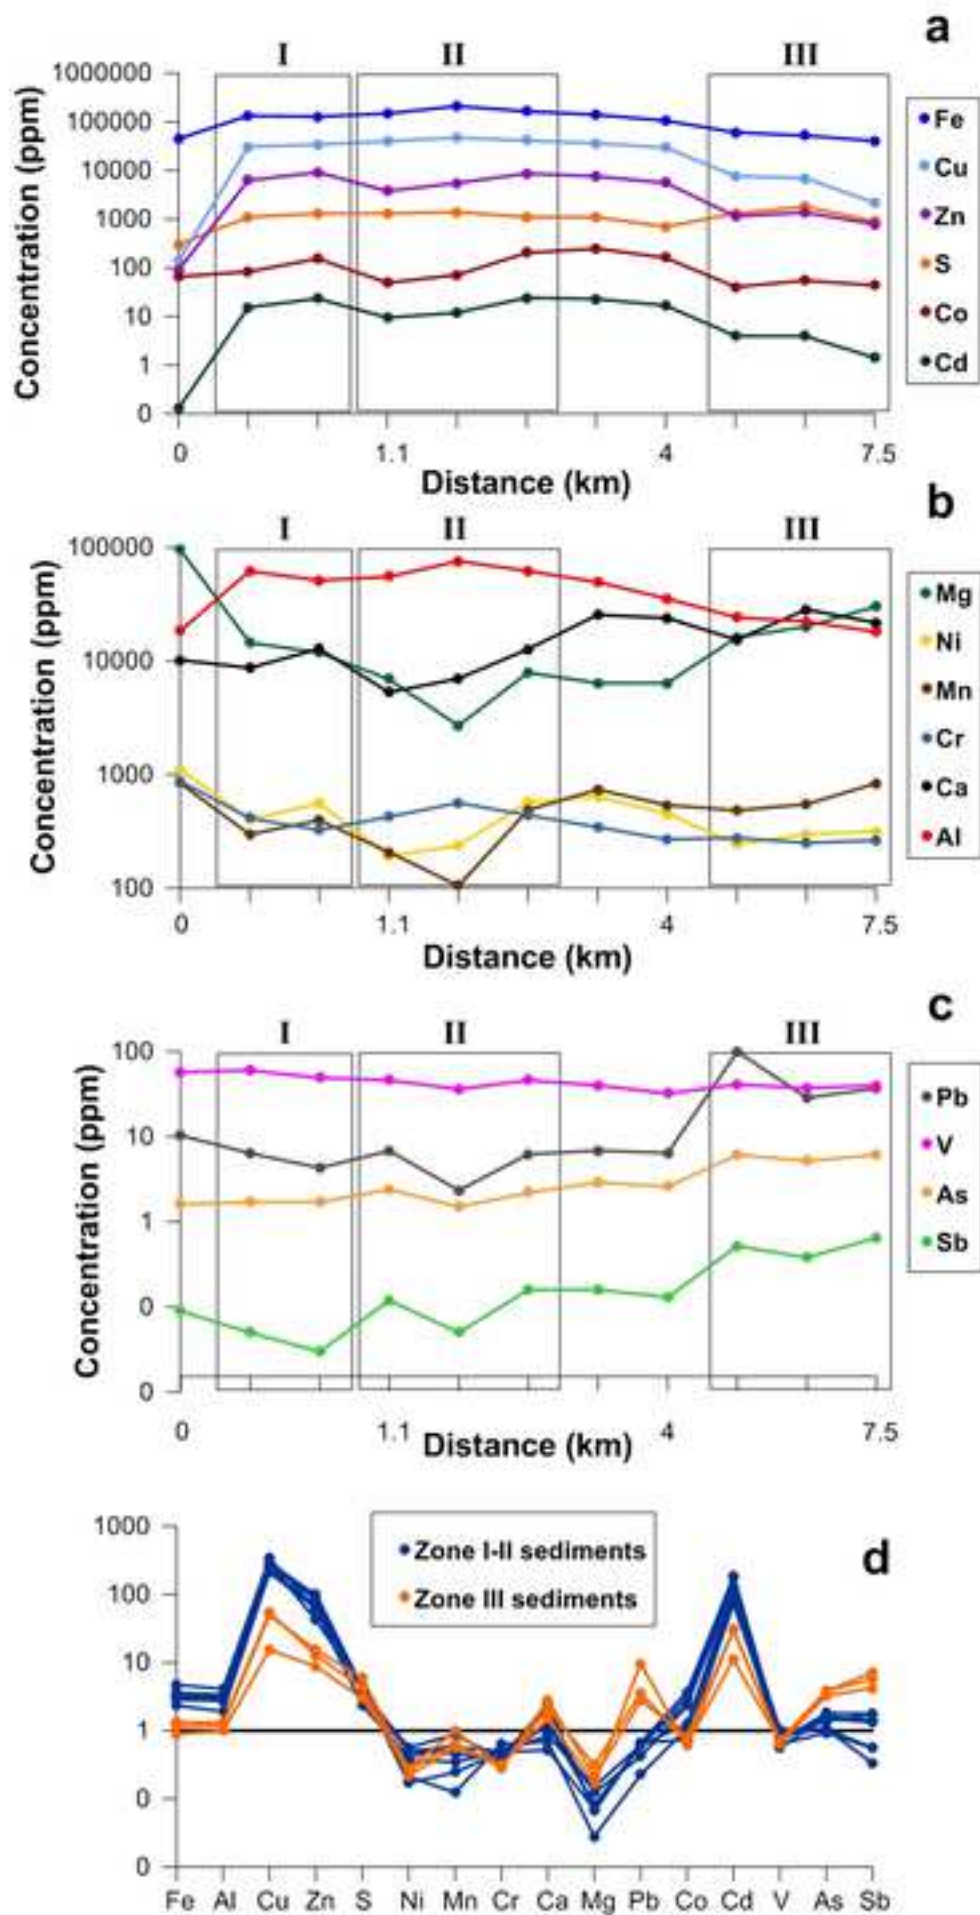 a
I II III
Concentration (ppm)
1000000
100000
10000
1000
100
10
1
0
0 1.1 4 7.5
Distance (km)
Fe
Cu
Zn
S
Co
Cd
b
I II III
Concentration (ppm)
100000
10000
1000
100
0 1.1 4 7.5
Distance (km)
Mg
Ni
Mn
Cr
Ca
Al
c
I II III
Concentration (ppm)
100
10
1
0
0
0 1.1 4 7.5
Distance (km)
Pb
V
As
Sb
d
Zone I-II sediments
Zone III sediments
1000
100
10
1
0
0
Fe Al Cu Zn S Ni Mn Cr Ca Mg Pb Co Cd V As Sb